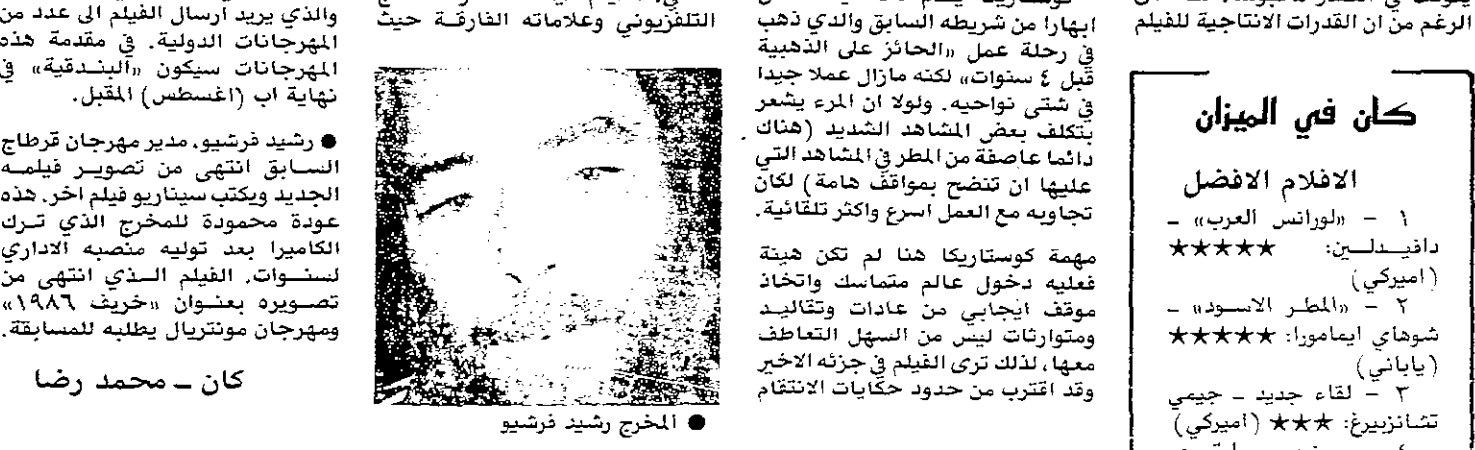 الرغم من ان القدرات الانتاجية للفيلم
كان في الميزان
الافلام الافضل
١ – «لورانس العرب» –
دافيدلين: ★★★★★
(اميركي)
٢ – «المطر الاسود» –
شوهاي ايمامورا: ★★★★★
(ياباني)
٣ – لقاء جديد – جيمي
تشانزبيرغ: ★★★ (اميركي)
ابهارا من شريطه السابق والذي ذهب
في رحلة عمل «الحائز على الذهبية
قبل ٤ سنوات» لكنه مازال عملا جيدا
في شتى نواحيه. ولولا ان المرء يشعر
بتكلف بعض المشاهد الشديد (هناك
دائما عاصفة من المطر في المشاهد التي
عليها ان تنضح بمواقف هامة) لكان
تجاوبه مع العمل اسرع واكثر تلقائية.
مهمة كوستاريكا هنا لم تكن هينة
فعليه دخول عالم متماسك واتخاذ
موقف ايجابي من عادات وتقاليد
ومتوارثات ليس من السهل التعاطف
معها، لذلك ترى الفيلم في جزئه الاخير
وقد اقترب من حدود حكايات الانتقام
التلفزيوني وعلاماته الفارقة حيث
● المخرج رشيد فرشيو
والذي يريد أرسال الفيلم الى عدد من
المهرجانات الدولية. في مقدمة هذه
المهرجانات سيكون «البندقية» في
نهاية اب (اغسطس) المقبل.
● رشيد فرشيو، مدير مهرجان قرطاج
السابق انتهى من تصوير فيلمه
الجديد ويكتب سيناريو فيلم اخر. هذه
عودة محمودة للمخرج الذي ترك
الكاميرا بعد توليه منصبه الاداري
لسنوات. الفيلم الذي انتهى من
تصويره بعنوان «خريف ١٩٨٦»
ومهرجان مونتريال يطلبه للمسابقة.
كان – محمد رضا